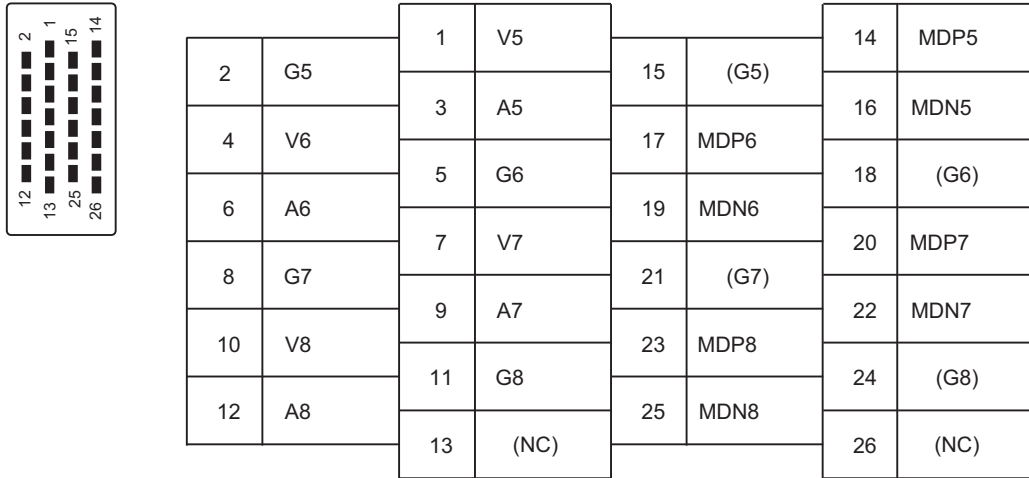 2 1 15 14
12 13 25 26
1 V5
2 G5
3 A5
4 V6
5 G6
6 A6
7 V7
8 G7
9 A7
10 V8
11 G8
12 A8
13 (NC)
14 MDP5
15 (G5)
16 MDN5
17 MDP6
18 (G6)
19 MDN6
20 MDP7
21 (G7)
22 MDN7
23 MDP8
24 (G8)
25 MDN8
26 (NC)